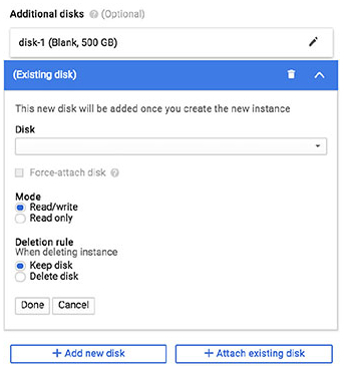 Additional disks (Optional)
disk-1 (Blank, 500 GB)
(Existing disk)
This new disk will be added once you create the new instance
Disk
Force-attach disk
Mode
Read/write
Read only
Deletion rule
When deleting instance
Keep disk
Delete disk
Done Cancel
+ Add new disk + Attach existing disk